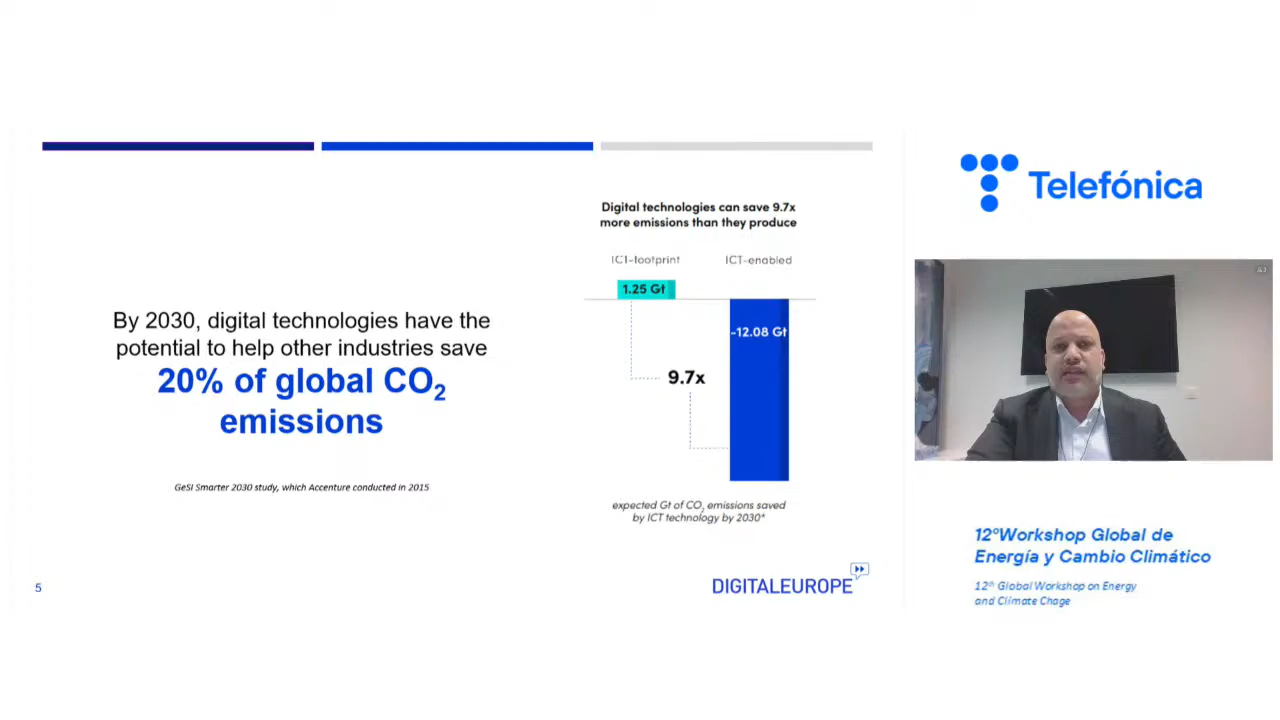 By 2030, digital technologies have the
potential to help other industries save
20% of global CO2
emissions
GeSI Smarter 2030 study, which Accenture conducted in 2015
5
Digital technologies can save 9.7x
more emissions than they produce
ICT-footprint
ICT-enabled
1.25 Gt
-12.08 Gt
9.7x
expected Gt of CO2 emissions saved
by ICT technology by 2030*
DIGITALEUROPE
Telefónica
12ºWorkshop Global de
Energía y Cambio Climático
12th Global Workshop on Energy
and Climate Chage